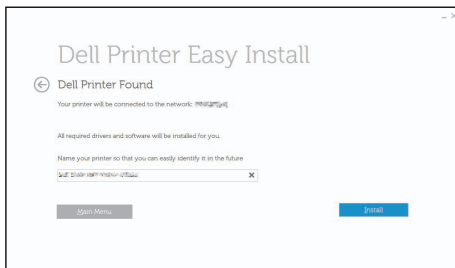 Dell Printer Easy Install
Dell Printer Found
Your printer will be connected to the network:
All required drivers and software will be installed for you.
Name your printer so that you can easily identify it in the future
Main Menu
Install